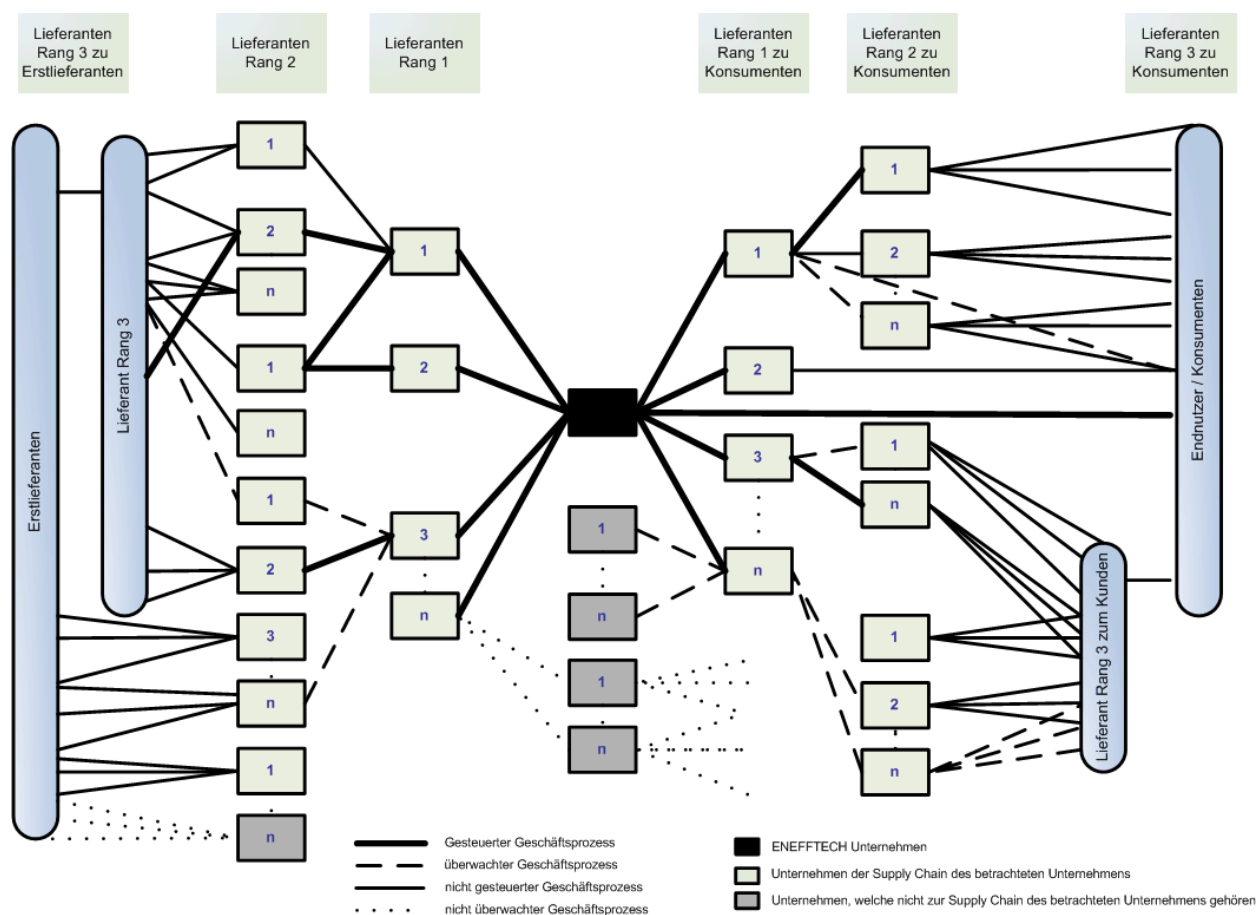 Lieferanten
Rang 3 zu
Erstlieferanten
Lieferanten
Rang 2
Lieferanten
Rang 1
Lieferanten
Rang 1 zu
Konsumenten
Lieferanten
Rang 2 zu
Konsumenten
Lieferanten
Rang 3 zu
Konsumenten
Erstlieferanten
Lieferant Rang 3
1
2
n
1
n
1
2
3
n
1
n
1
2
3
n
1
n
1
n
1
2
3
n
1
2
n
1
n
1
2
n
Lieferant Rang 3 zum Kunden
Endnutzer / Konsumenten
Gesteuerter Geschäftsprozess
überwachter Geschäftsprozess
nicht gesteuerter Geschäftsprozess
nicht überwachter Geschäftsprozess
ENEFFTECH Unternehmen
Unternehmen der Supply Chain des betrachteten Unternehmens
Unternehmen, welche nicht zur Supply Chain des betrachteten Unternehmens gehören